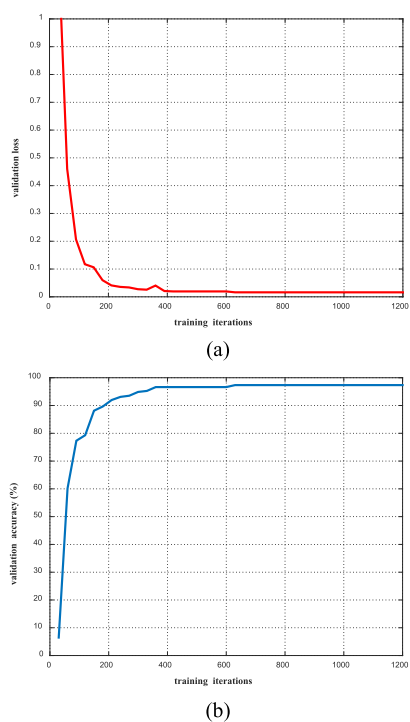 1
0.9
0.8
0.7
0.6
0.5
0.4
0.3
0.2
0.1
0
0 200 400 600 800 1000 1200
validation loss
training iterations
(a)
100
90
80
70
60
50
40
30
20
10
0
0 200 400 600 800 1000 1200
validation accuracy (%)
training iterations
(b)